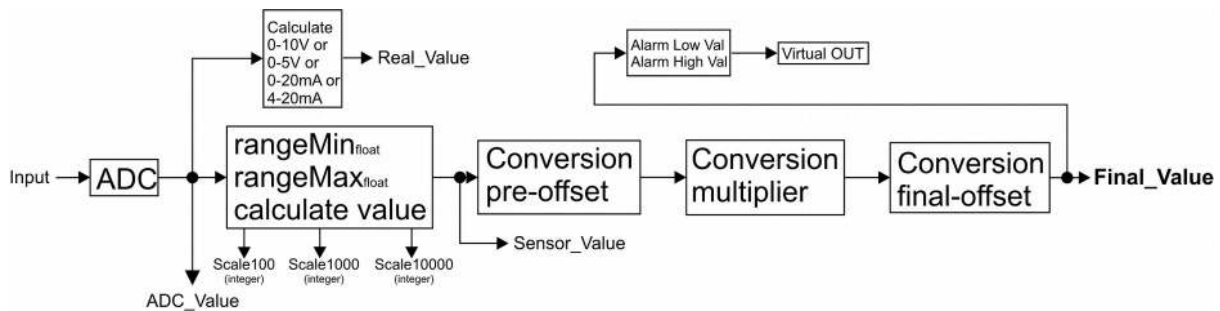 Calculate
0-10V or
0-5V or
0-20mA or
4-20mA
Real_Value
Alarm Low Val
Alarm High Val
Virtual OUT
Input
ADC
rangeMinfloat
rangeMaxfloat
calculate value
Conversion
pre-offset
Conversion
multiplier
Conversion
final-offset
Final_Value
Sensor_Value
Scale100
(integer)
Scale1000
(integer)
Scale10000
(integer)
ADC_Value